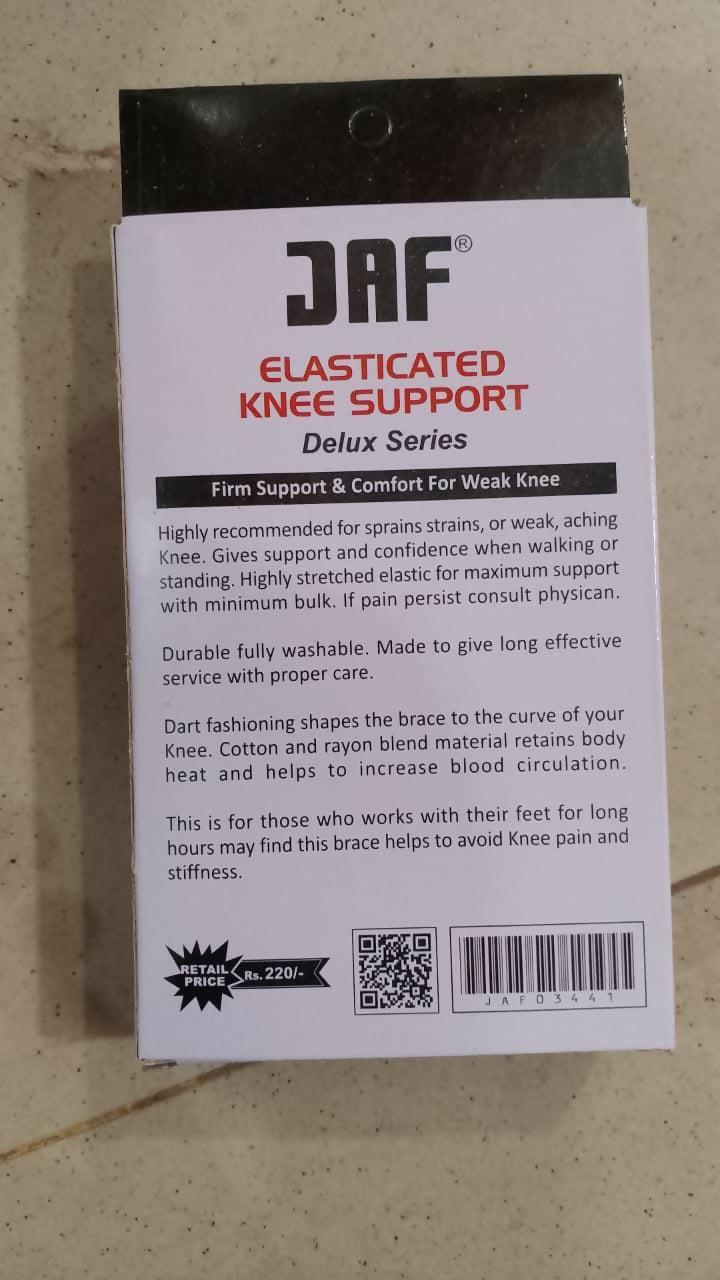 JAF®
ELASTICATED
KNEE SUPPORT
Delux Series
Firm Support & Comfort For Weak Knee
Highly recommended for sprains strains, or weak, aching
Knee. Gives support and confidence when walking or
standing. Highly stretched elastic for maximum support
with minimum bulk. If pain persist consult physican.
Durable fully washable. Made to give long effective
service with proper care.
Dart fashioning shapes the brace to the curve of your
Knee. Cotton and rayon blend material retains body
heat and helps to increase blood circulation.
This is for those who works with their feet for long
hours may find this brace helps to avoid Knee pain and
stiffness.
RETAIL
PRICE
Rs. 220/-
JAF03441